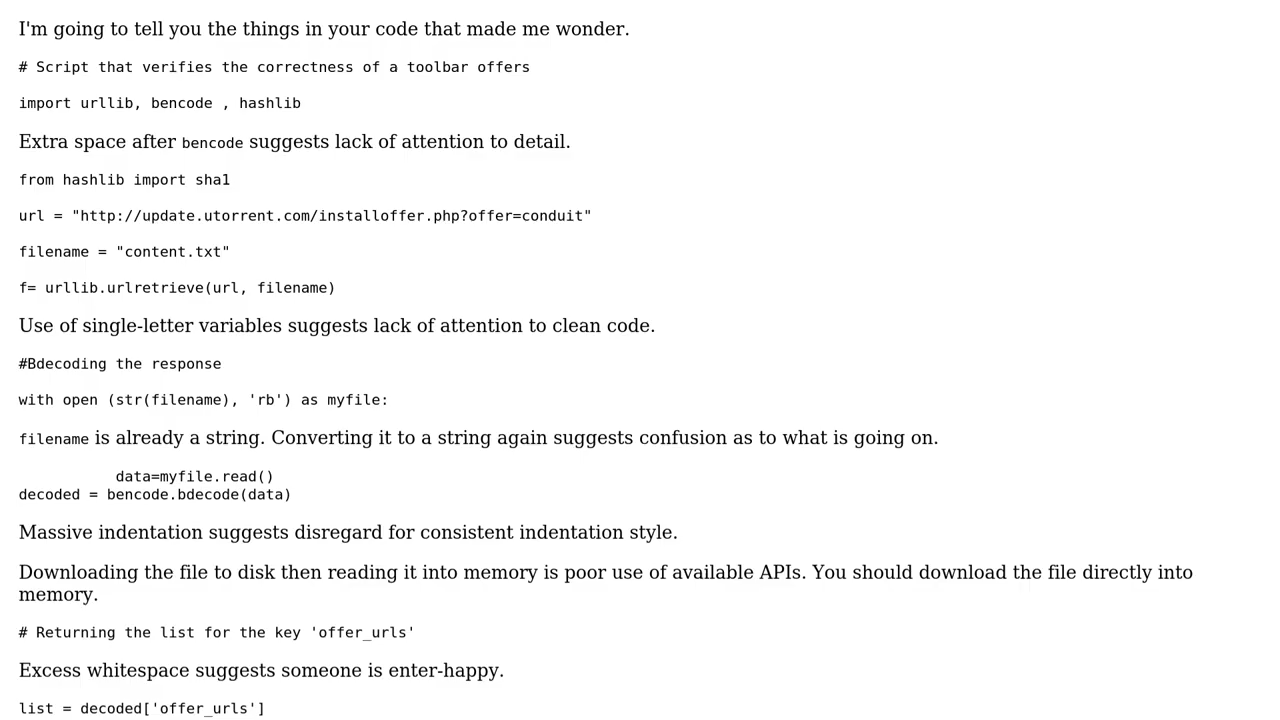 I'm going to tell you the things in your code that made me wonder.
# Script that verifies the correctness of a toolbar offers
import urllib, bencode , hashlib
Extra space after bencode suggests lack of attention to detail.
from hashlib import sha1
url = "http://update.utorrent.com/installoffer.php?offer=conduit"
filename = "content.txt"
f= urllib.urlretrieve(url, filename)
Use of single-letter variables suggests lack of attention to clean code.
#Bdecoding the response
with open (str(filename), 'rb') as myfile:
filename is already a string. Converting it to a string again suggests confusion as to what is going on.
           data=myfile.read()
decoded = bencode.bdecode(data)
Massive indentation suggests disregard for consistent indentation style.
Downloading the file to disk then reading it into memory is poor use of available APIs. You should download the file directly into
memory.
# Returning the list for the key 'offer_urls'
Excess whitespace suggests someone is enter-happy.
list = decoded['offer_urls']